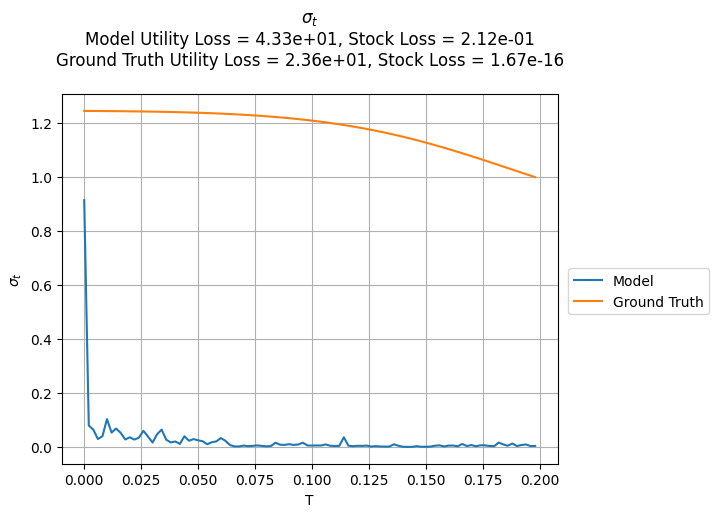 σt
Model Utility Loss = 4.33e+01, Stock Loss = 2.12e-01
Ground Truth Utility Loss = 2.36e+01, Stock Loss = 1.67e-16
1.2
1.0
0.8
0.6
0.4
0.2
0.0
σt
0.000 0.025 0.050 0.075 0.100 0.125 0.150 0.175 0.200
T
Model
Ground Truth